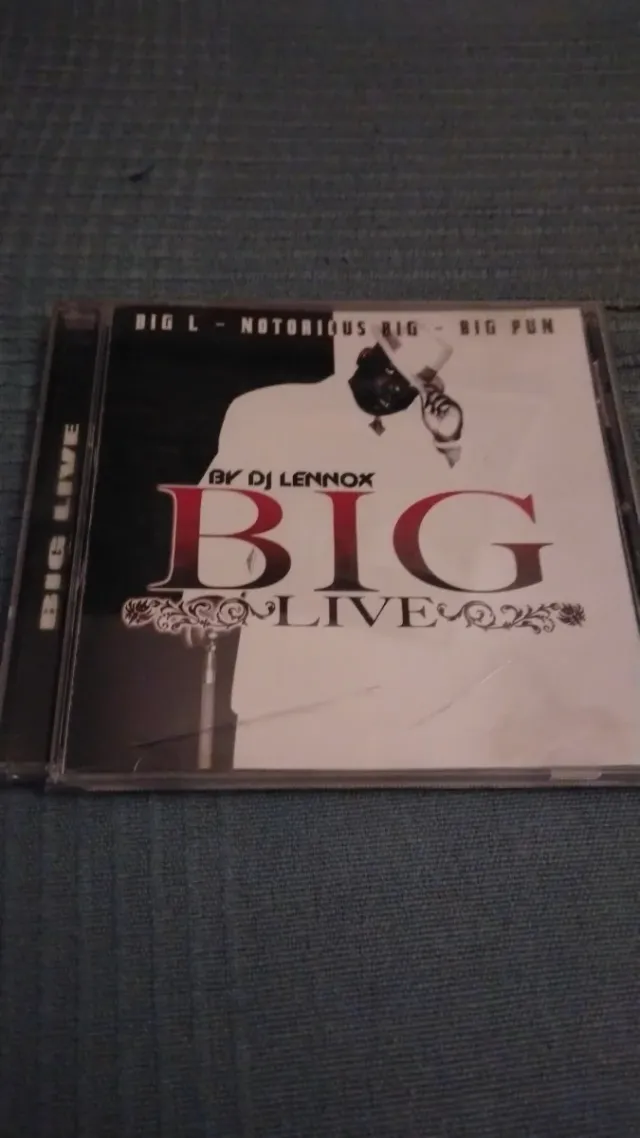 BIG L - NOTORIOUS BIG - BIG PUN
BY DJ LENNOX
BIG
LIVE
BIG LIVE